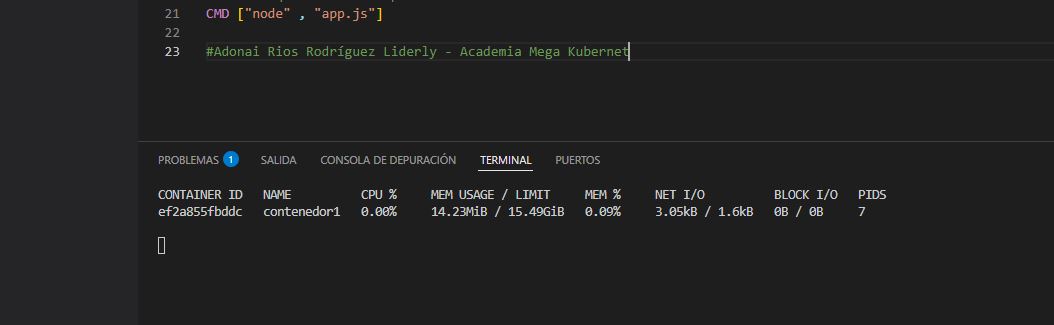 21 CMD ["node" , "app.js"]
22
23 #Adonai Rios Rodríguez Liderly - Academia Mega Kubernet
PROBLEMAS 1 SALIDA CONSOLA DE DEPURACIÓN TERMINAL PUERTOS
CONTAINER ID NAME CPU % MEM USAGE / LIMIT MEM % NET I/O BLOCK I/O PIDS
ef2a855fbddc contenedor1 0.00% 14.23MiB / 15.49GiB 0.09% 3.05kB / 1.6kB 0B / 0B 7